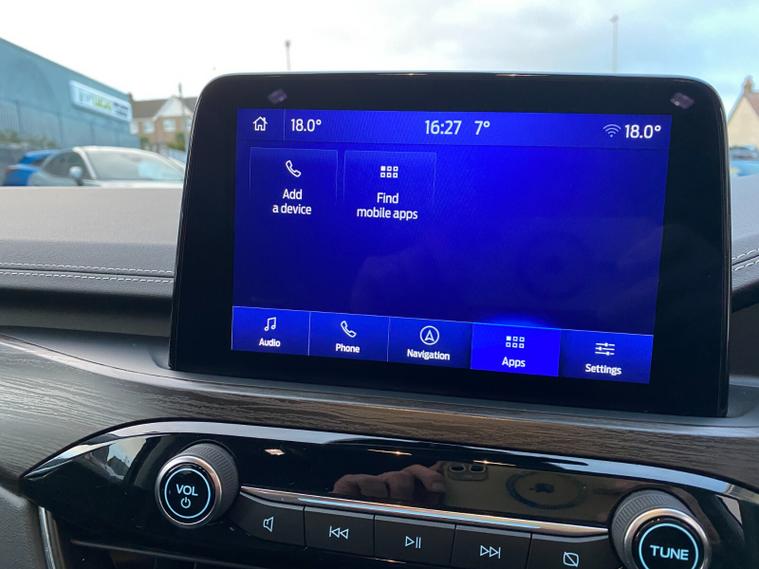 18.0° 16:27 7° 18.0°
Add
a device
Find
mobile apps
Audio Phone Navigation Apps Settings
VOL
TUNE